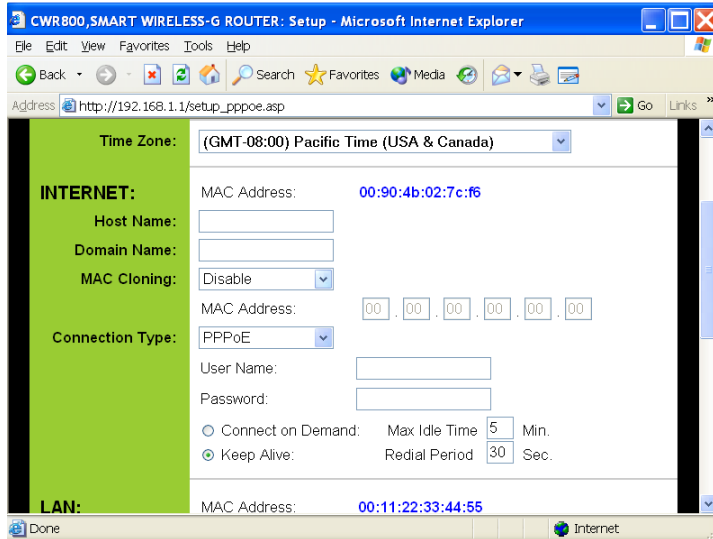 CWR800,SMART WIRELESS-G ROUTER: Setup - Microsoft Internet Explorer
File Edit View Favorites Tools Help
Back Search Favorites Media
Address http://192.168.1.1/setup_pppoe.asp Go Links »
Time Zone: (GMT-08:00) Pacific Time (USA & Canada)
INTERNET: MAC Address: 00:90:4b:02:7c:f6
Host Name:
Domain Name:
MAC Cloning: Disable
MAC Address: 00 . 00 . 00 . 00 . 00 . 00
Connection Type: PPPoE
User Name:
Password:
Connect on Demand: Max Idle Time 5 Min.
Keep Alive: Redial Period 30 Sec.
LAN: MAC Address: 00:11:22:33:44:55
Done Internet